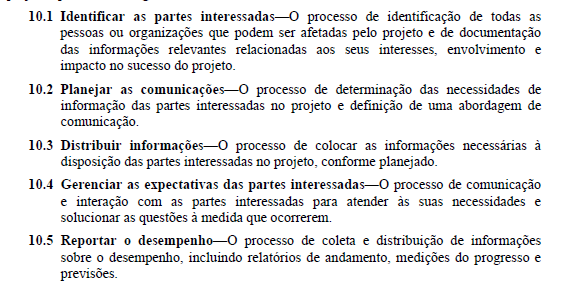 10.1 Identificar as partes interessadas—O processo de identificação de todas as
pessoas ou organizações que podem ser afetadas pelo projeto e de documentação
das informações relevantes relacionadas aos seus interesses, envolvimento e
impacto no sucesso do projeto.
10.2 Planejar as comunicações—O processo de determinação das necessidades de
informação das partes interessadas no projeto e definição de uma abordagem de
comunicação.
10.3 Distribuir informações—O processo de colocar as informações necessárias à
disposição das partes interessadas no projeto, conforme planejado.
10.4 Gerenciar as expectativas das partes interessadas—O processo de comunicação
e interação com as partes interessadas para atender às suas necessidades e
solucionar as questões à medida que ocorrerem.
10.5 Reportar o desempenho—O processo de coleta e distribuição de informações
sobre o desempenho, incluindo relatórios de andamento, medições do progresso e
previsões.